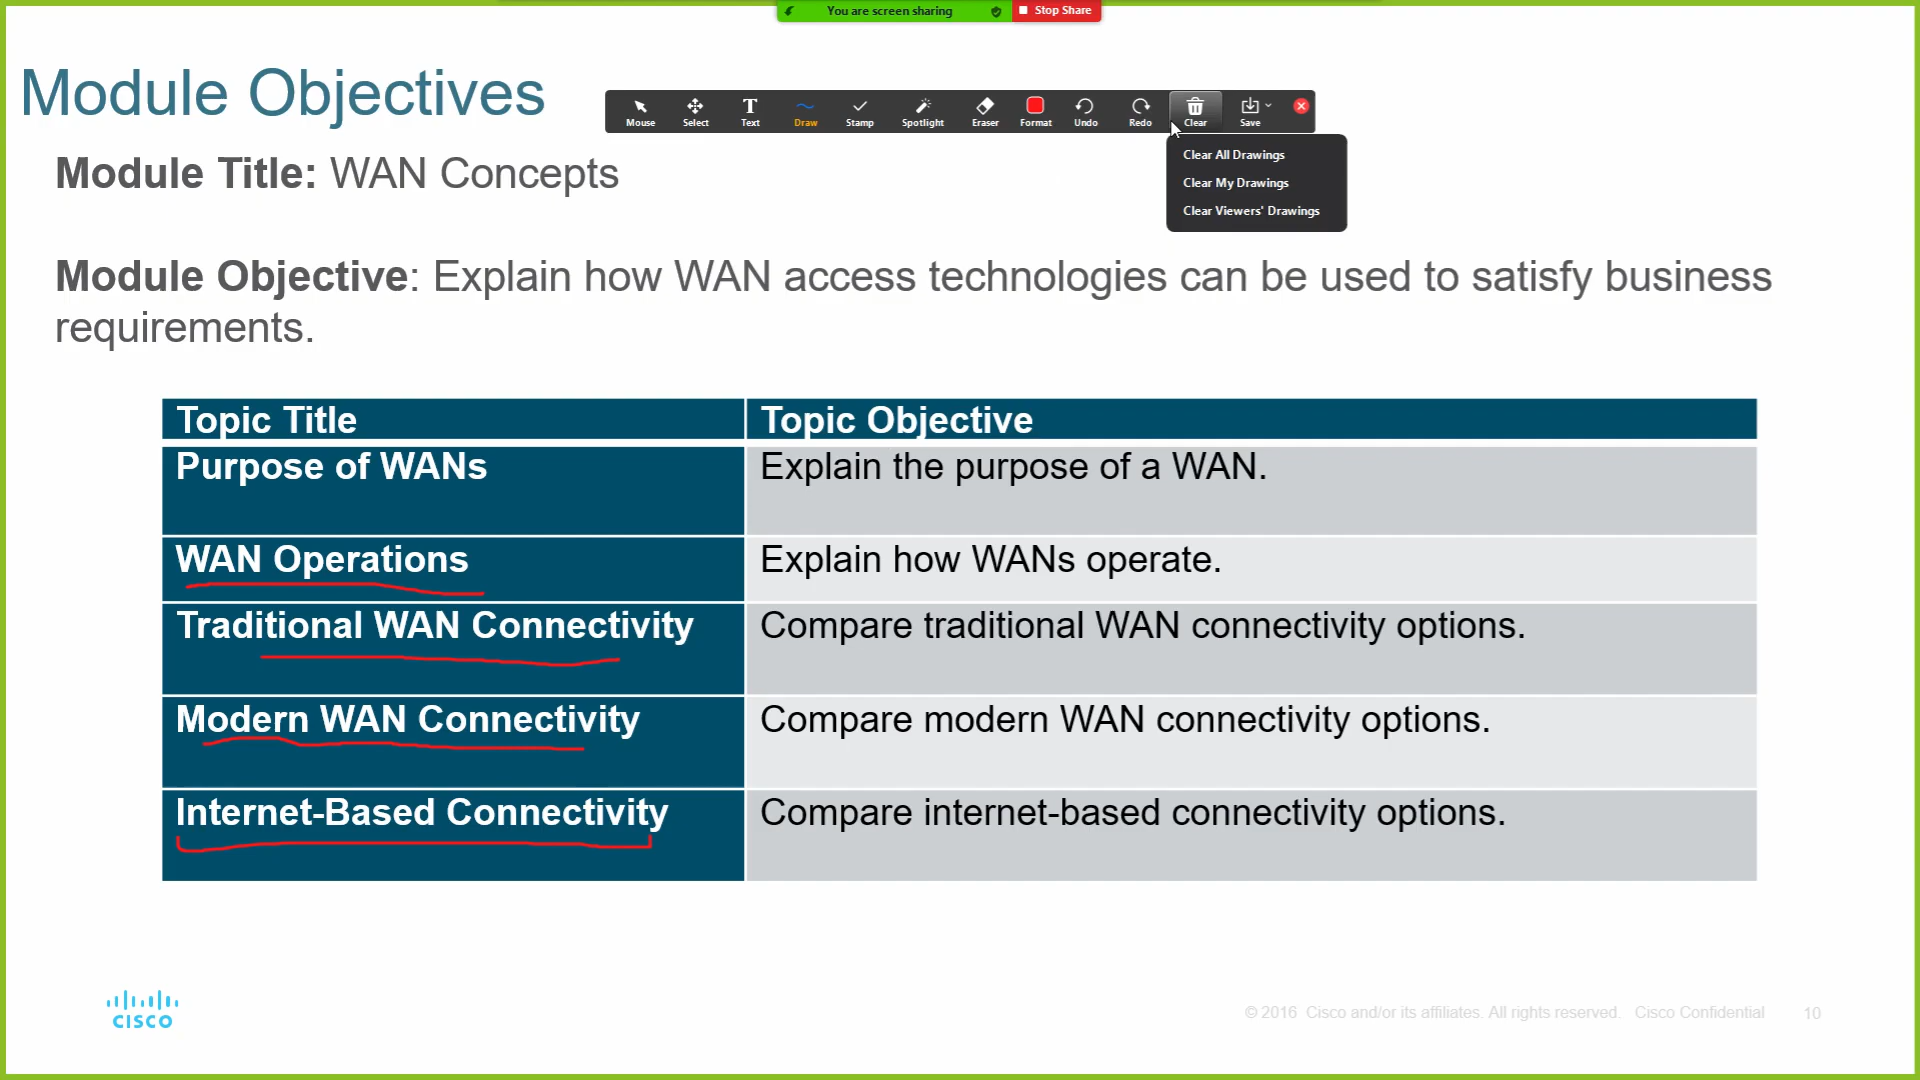 You are screen sharing Stop Share
Module Objectives
Mouse Select Text Draw Stamp Spotlight Eraser Format Undo Redo Clear Save
Clear All Drawings
Clear My Drawings
Clear Viewers' Drawings
Module Title: WAN Concepts
Module Objective: Explain how WAN access technologies can be used to satisfy business
requirements.
Topic Title Topic Objective
Purpose of WANs Explain the purpose of a WAN.
WAN Operations Explain how WANs operate.
Traditional WAN Connectivity Compare traditional WAN connectivity options.
Modern WAN Connectivity Compare modern WAN connectivity options.
Internet-Based Connectivity Compare internet-based connectivity options.
CISCO
© 2016 Cisco and/or its affiliates. All rights reserved. Cisco Confidential 10